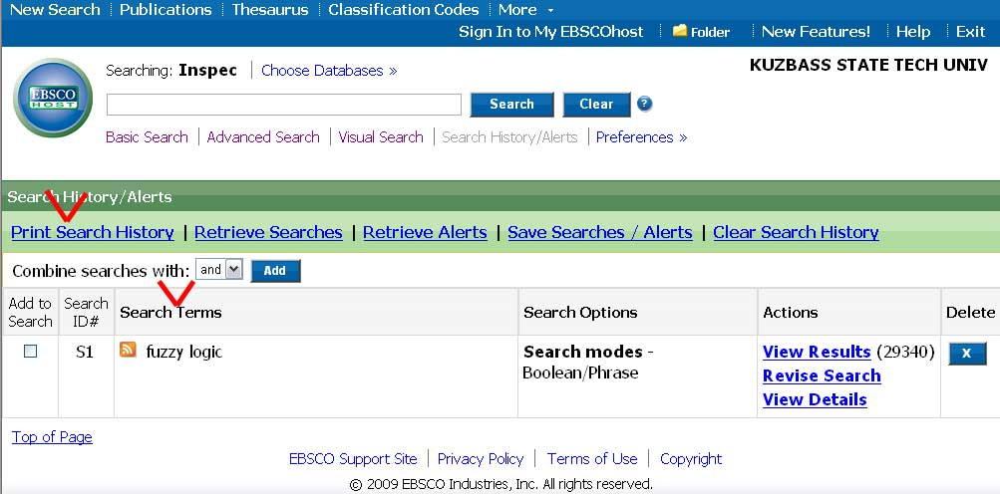 New Search | Publications | Thesaurus | Classification Codes | More
Sign In to My EBSCOhost | Folder | New Features! | Help | Exit
Searching: Inspec | Choose Databases »
KUZBASS STATE TECH UNIV
EBSCO
HOST
Search Clear ?
Basic Search | Advanced Search | Visual Search | Search History/Alerts | Preferences »
Search History/Alerts
Print Search History | Retrieve Searches | Retrieve Alerts | Save Searches / Alerts | Clear Search History
Combine searches with: and Add
Add to Search Search ID# Search Terms Search Options Actions Delete
S1 fuzzy logic Search modes - Boolean/Phrase View Results (29340) X
Revise Search
View Details
Top of Page
EBSCO Support Site | Privacy Policy | Terms of Use | Copyright
© 2009 EBSCO Industries, Inc. All rights reserved.